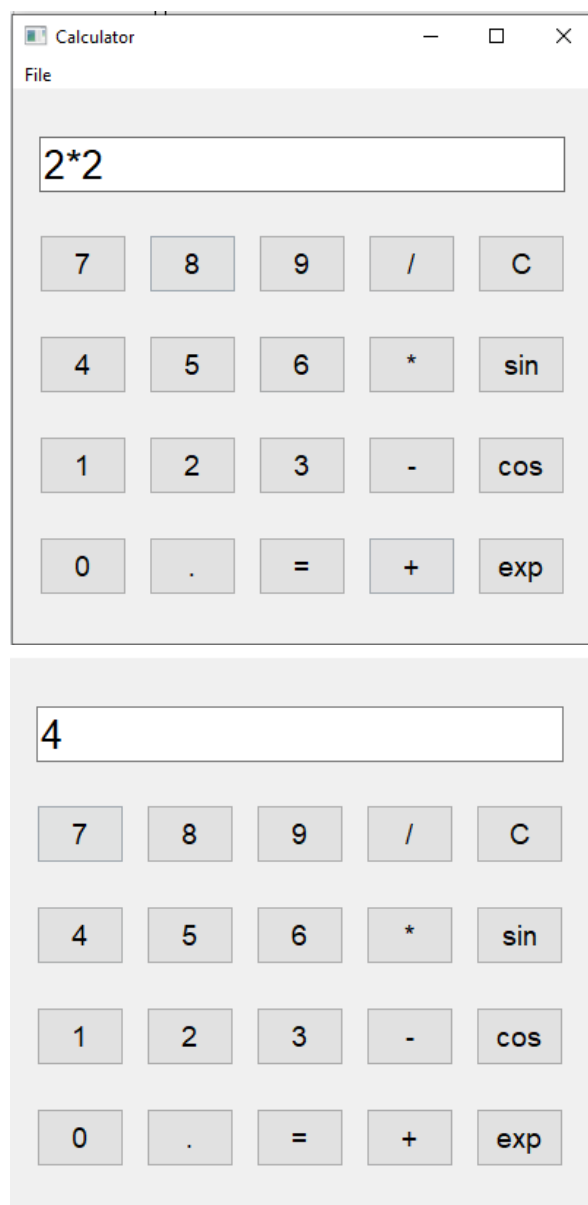 Calculator
File
2*2
7 8 9 / C
4 5 6 * sin
1 2 3 - cos
0 . = + exp
4
7 8 9 / C
4 5 6 * sin
1 2 3 - cos
0 . = + exp